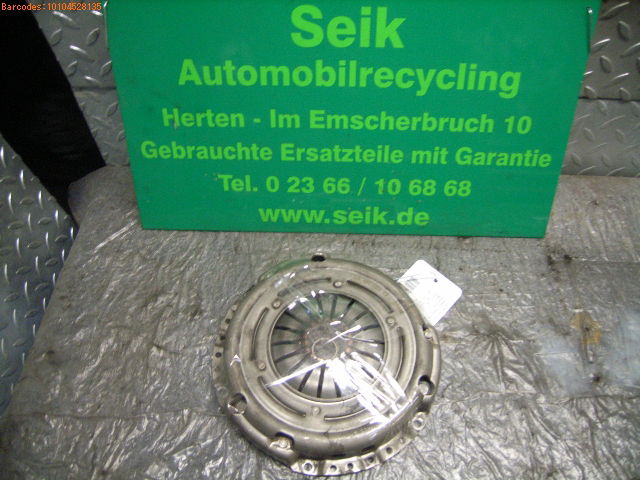 Barcodes:10104528135
Seik
Automobilrecycling
Herten - Im Emscherbruch 10
Gebrauchte Ersatzteile mit Garantie
Tel. 0 23 66 / 10 68 68
www.seik.de